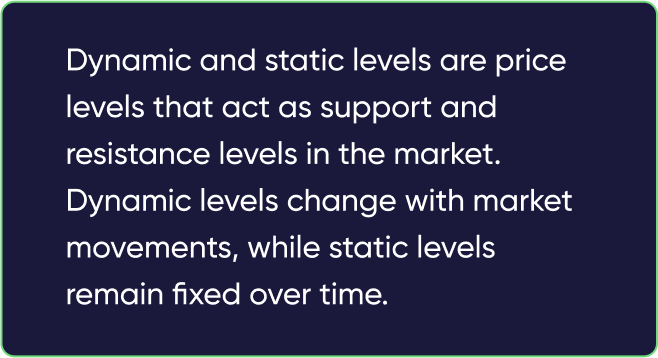 Dynamic and static levels are price
levels that act as support and
resistance levels in the market.
Dynamic levels change with market
movements, while static levels
remain fixed over time.